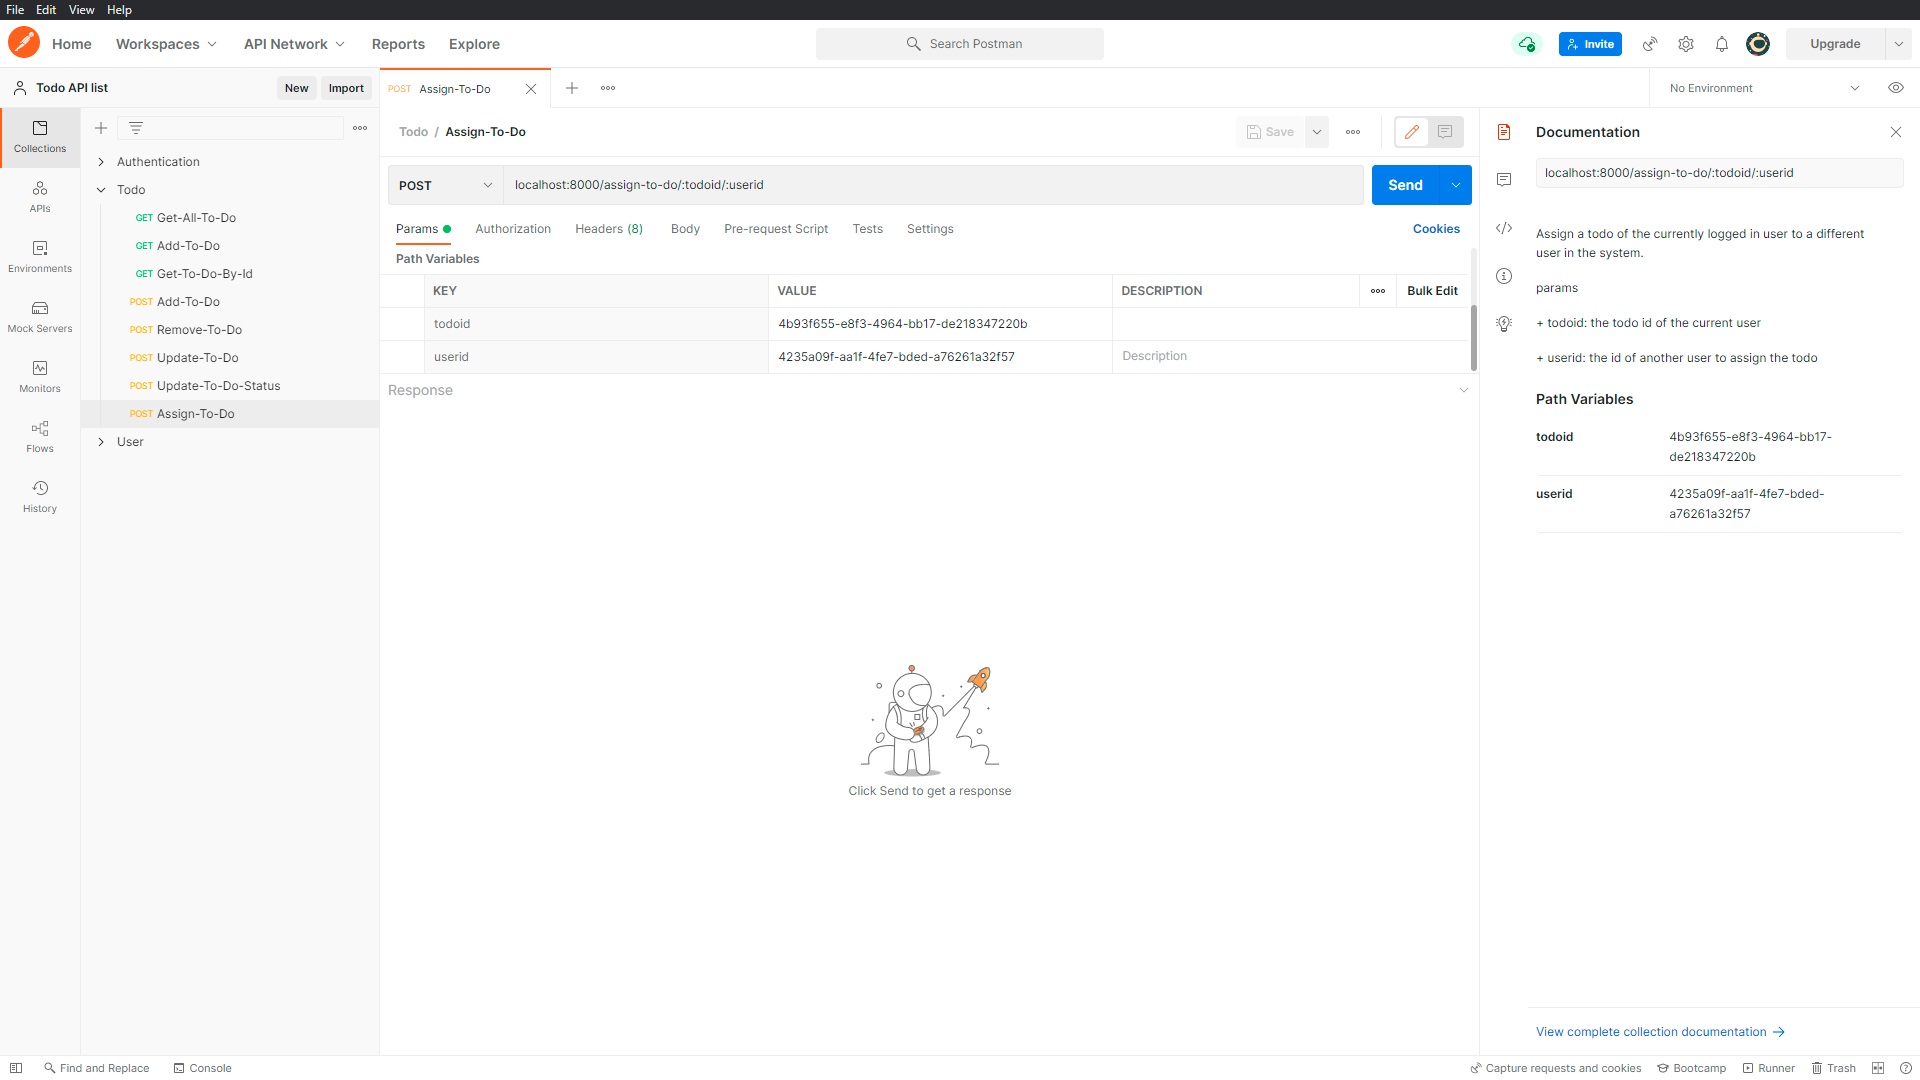 File Edit View Help
Home Workspaces API Network Reports Explore Search Postman Invite Upgrade
Todo API list New Import POST Assign-To-Do No Environment
Collections
APIs
Environments
Mock Servers
Monitors
Flows
History
Authentication
Todo
GET Get-All-To-Do
GET Add-To-Do
GET Get-To-Do-By-Id
POST Add-To-Do
POST Remove-To-Do
POST Update-To-Do
POST Update-To-Do-Status
POST Assign-To-Do
User
Todo / Assign-To-Do Save
POST localhost:8000/assign-to-do/:todoid/:userid Send
Params Authorization Headers (8) Body Pre-request Script Tests Settings Cookies
Path Variables
KEY VALUE DESCRIPTION Bulk Edit
todoid 4b93f655-e8f3-4964-bb17-de218347220b
userid 4235a09f-aa1f-4fe7-bded-a76261a32f57 Description
Response
Click Send to get a response
Documentation
localhost:8000/assign-to-do/:todoid/:userid
Assign a todo of the currently logged in user to a different
user in the system.
params
+ todoid: the todo id of the current user
+ userid: the id of another user to assign the todo
Path Variables
todoid 4b93f655-e8f3-4964-bb17-
de218347220b
userid 4235a09f-aa1f-4fe7-bded-
a76261a32f57
View complete collection documentation →
Find and Replace Console Capture requests and cookies Bootcamp Runner Trash